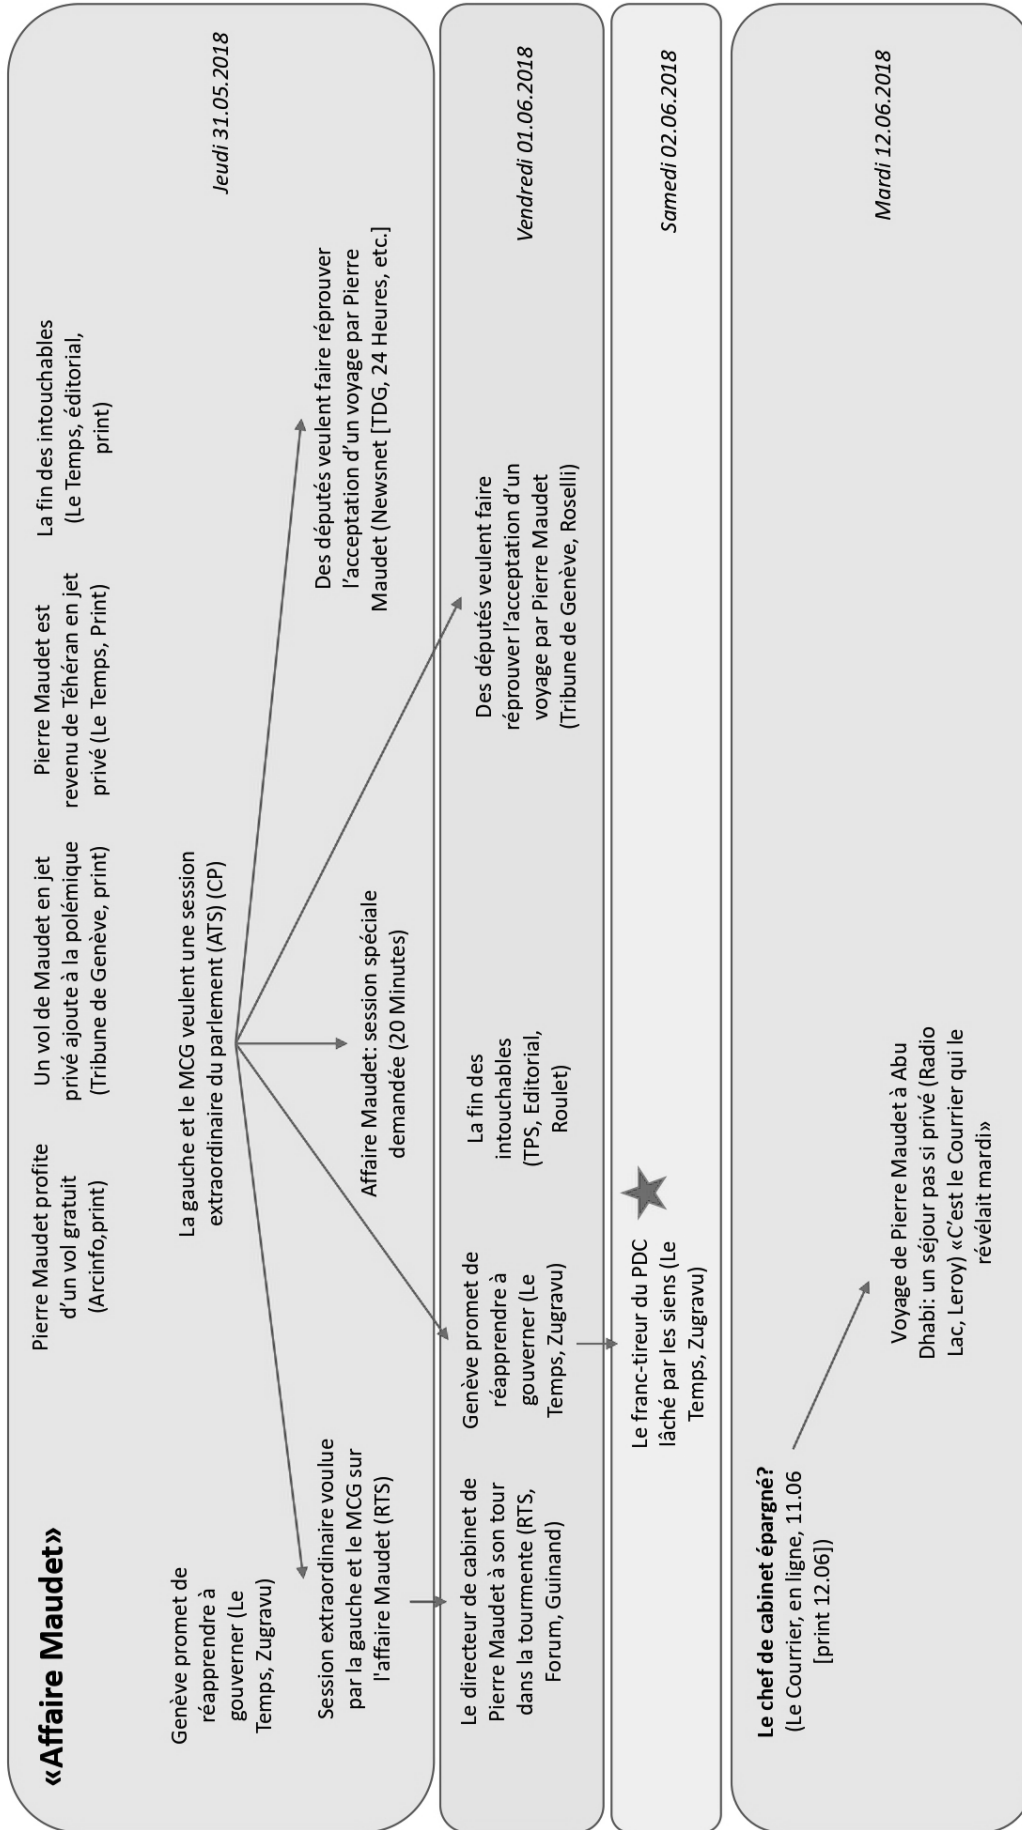 «Affaire Maudet»
Pierre Maudet profite
d'un vol gratuit
(Arcinfo,print)
Un vol de Maudet en jet
privé ajoute à la polémique
(Tribune de Genève, print)
Pierre Maudet est
revenu de Téhéran en jet
privé (Le Temps, Print)
La fin des intouchables
(Le Temps, éditorial,
print)
Jeudi 31.05.2018
Genève promet de
réapprendre à
gouverner (Le
Temps, Zugravu)
La gauche et le MCG veulent une session
extraordinaire du parlement (ATS) (CP)
Session extraordinaire voulue
par la gauche et le MCG sur
l'affaire Maudet (RTS)
Affaire Maudet: session spéciale
demandée (20 Minutes)
Des députés veulent faire réprouver
l'acceptation d'un voyage par Pierre
Maudet (Newsnet [TDG, 24 Heures, etc.]
Le directeur de cabinet de
Pierre Maudet à son tour
dans la tourmente (RTS,
Forum, Guinand)
Genève promet de
réapprendre à
gouverner (Le
Temps, Zugravu)
La fin des
intouchables
(TPS, Editorial,
Roulet)
Des députés veulent faire
réprouver l'acceptation d'un
voyage par Pierre Maudet
(Tribune de Genève, Roselli)
Vendredi 01.06.2018
Le franc-tireur du PDC
lâché par les siens (Le
Temps, Zugravu)
Samedi 02.06.2018
Le chef de cabinet épargné?
(Le Courrier, en ligne, 11.06
[print 12.06])
Voyage de Pierre Maudet à Abu
Dhabi: un séjour pas si privé (Radio
Lac, Leroy) «C'est le Courrier qui le
révélait mardi»
Mardi 12.06.2018